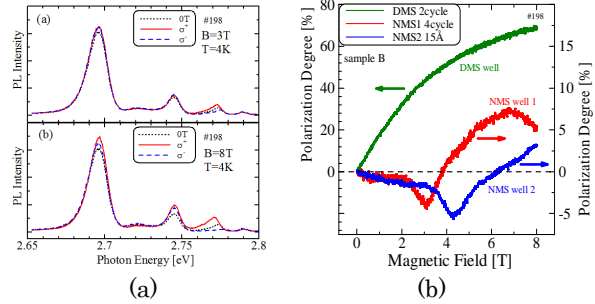 (a)
PL Intensity
0T
σ+
σ-
#198
B=3T
T=4K
(b)
PL Intensity
0T
σ+
σ-
#198
B=8T
T=4K
2.65 2.7 2.75 2.8
Photon Energy [eV]
(a)
DMS 2cycle
NMS1 4cycle
NMS2 15Å
#198
sample B
DMS well
NMS well 1
NMS well 2
Polarization Degree [%]
80
60
40
20
0
-20
-40
Polarization Degree [%]
15
10
5
0
-5
0 2 4 6 8
Magnetic Field [T]
(b)